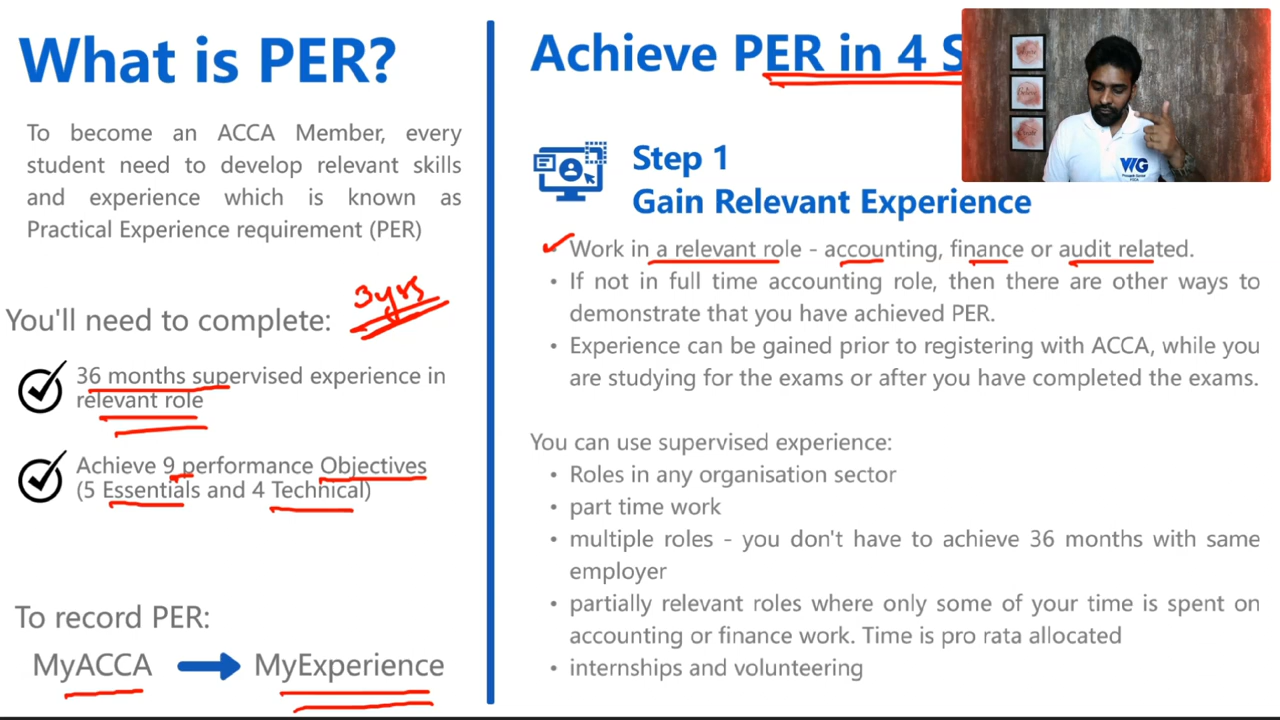 What is PER?
To become an ACCA Member, every
student need to develop relevant skills
and experience which is known as
Practical Experience requirement (PER)
3yrs
You'll need to complete:
36 months supervised experience in
relevant role
Achieve 9 performance Objectives
(5 Essentials and 4 Technical)
To record PER:
MyACCA MyExperience
Achieve PER in 4 S
Step 1
Gain Relevant Experience
Work in a relevant role - accounting, finance or audit related.
• If not in full time accounting role, then there are other ways to
demonstrate that you have achieved PER.
• Experience can be gained prior to registering with ACCA, while you
are studying for the exams or after you have completed the exams.
You can use supervised experience:
• Roles in any organisation sector
• part time work
• multiple roles - you don't have to achieve 36 months with same
employer
• partially relevant roles where only some of your time is spent on
accounting or finance work. Time is pro rata allocated
• internships and volunteering